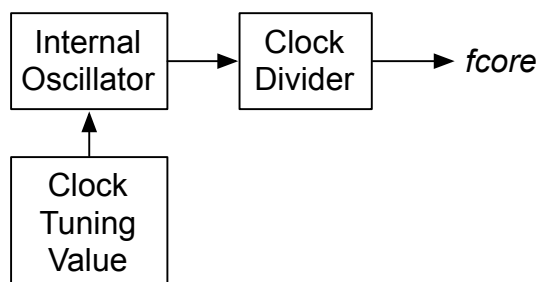 Internal
Oscillator
Clock
Divider
fcore
Clock
Tuning
Value